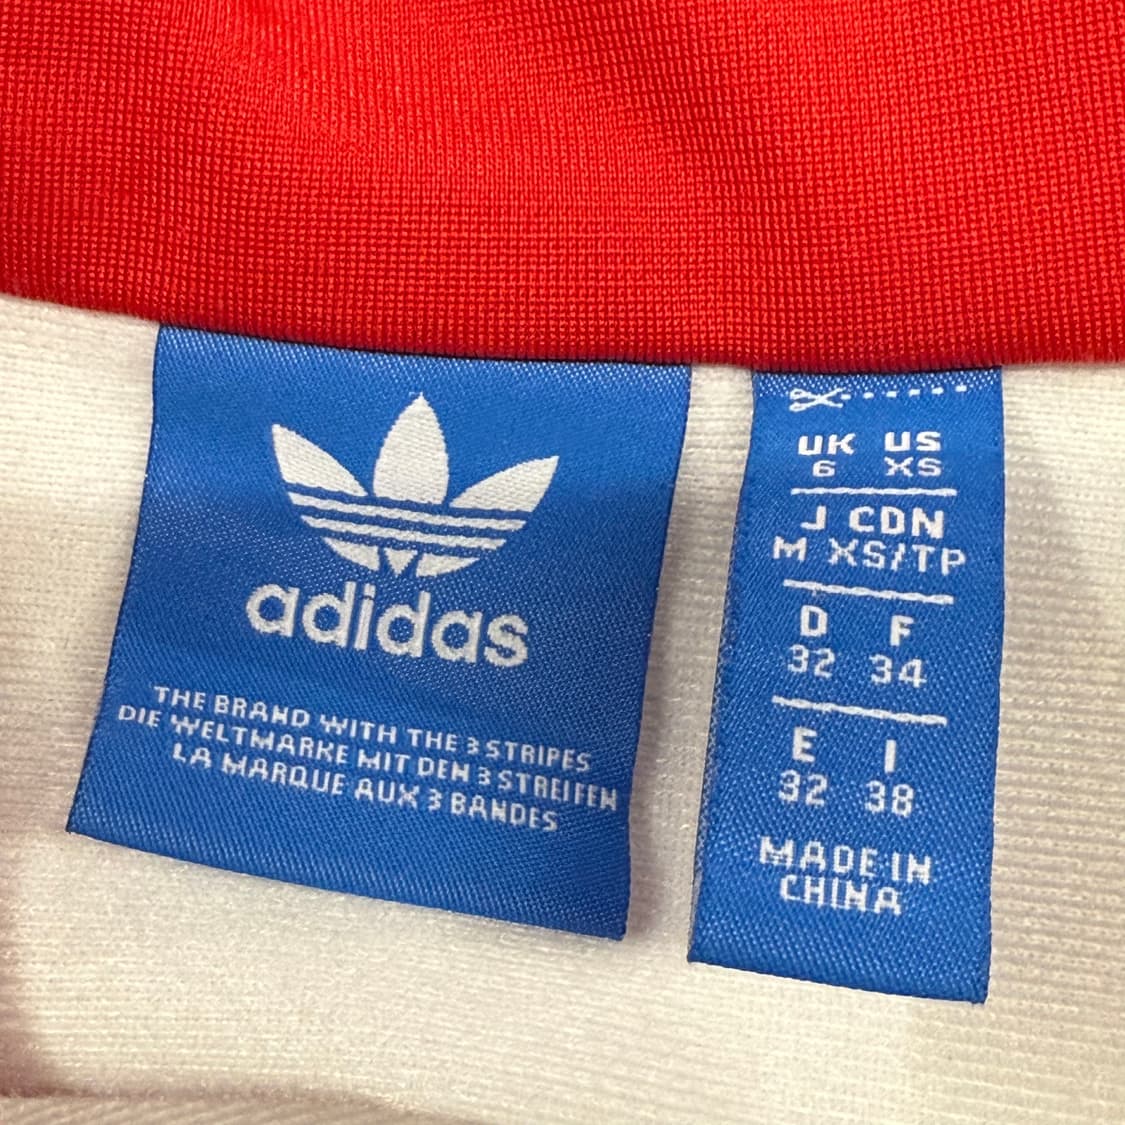 adidas
THE BRAND WITH THE 3 STRIPES
DIE WELTMARKE MIT DEN 3 STREIFEN
LA MARQUE AUX 3 BANDES
UK US
6 XS
J CDN
M XS/TP
D F
32 34
E I
32 38
MADE IN
CHINA